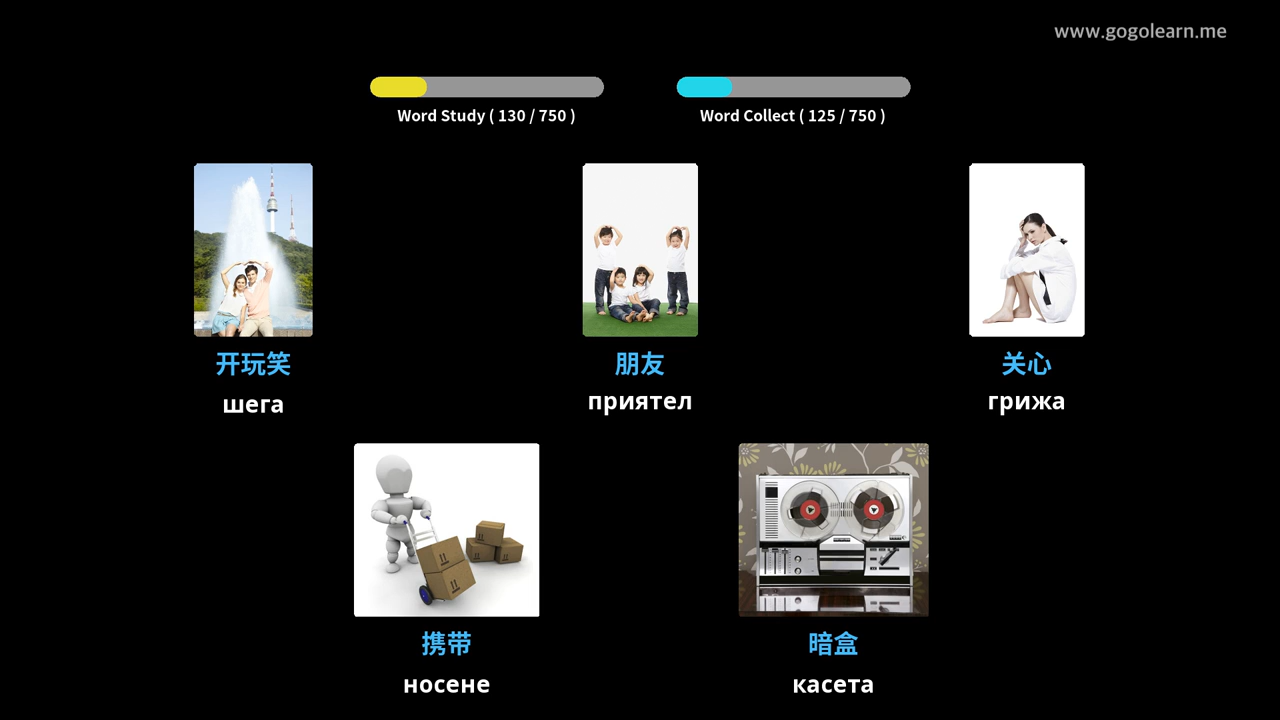 www.gogolearn.me
Word Study ( 130 / 750 )
Word Collect ( 125 / 750 )
开玩笑
шега
朋友
приятел
关心
грижа
携带
носене
暗盒
касета